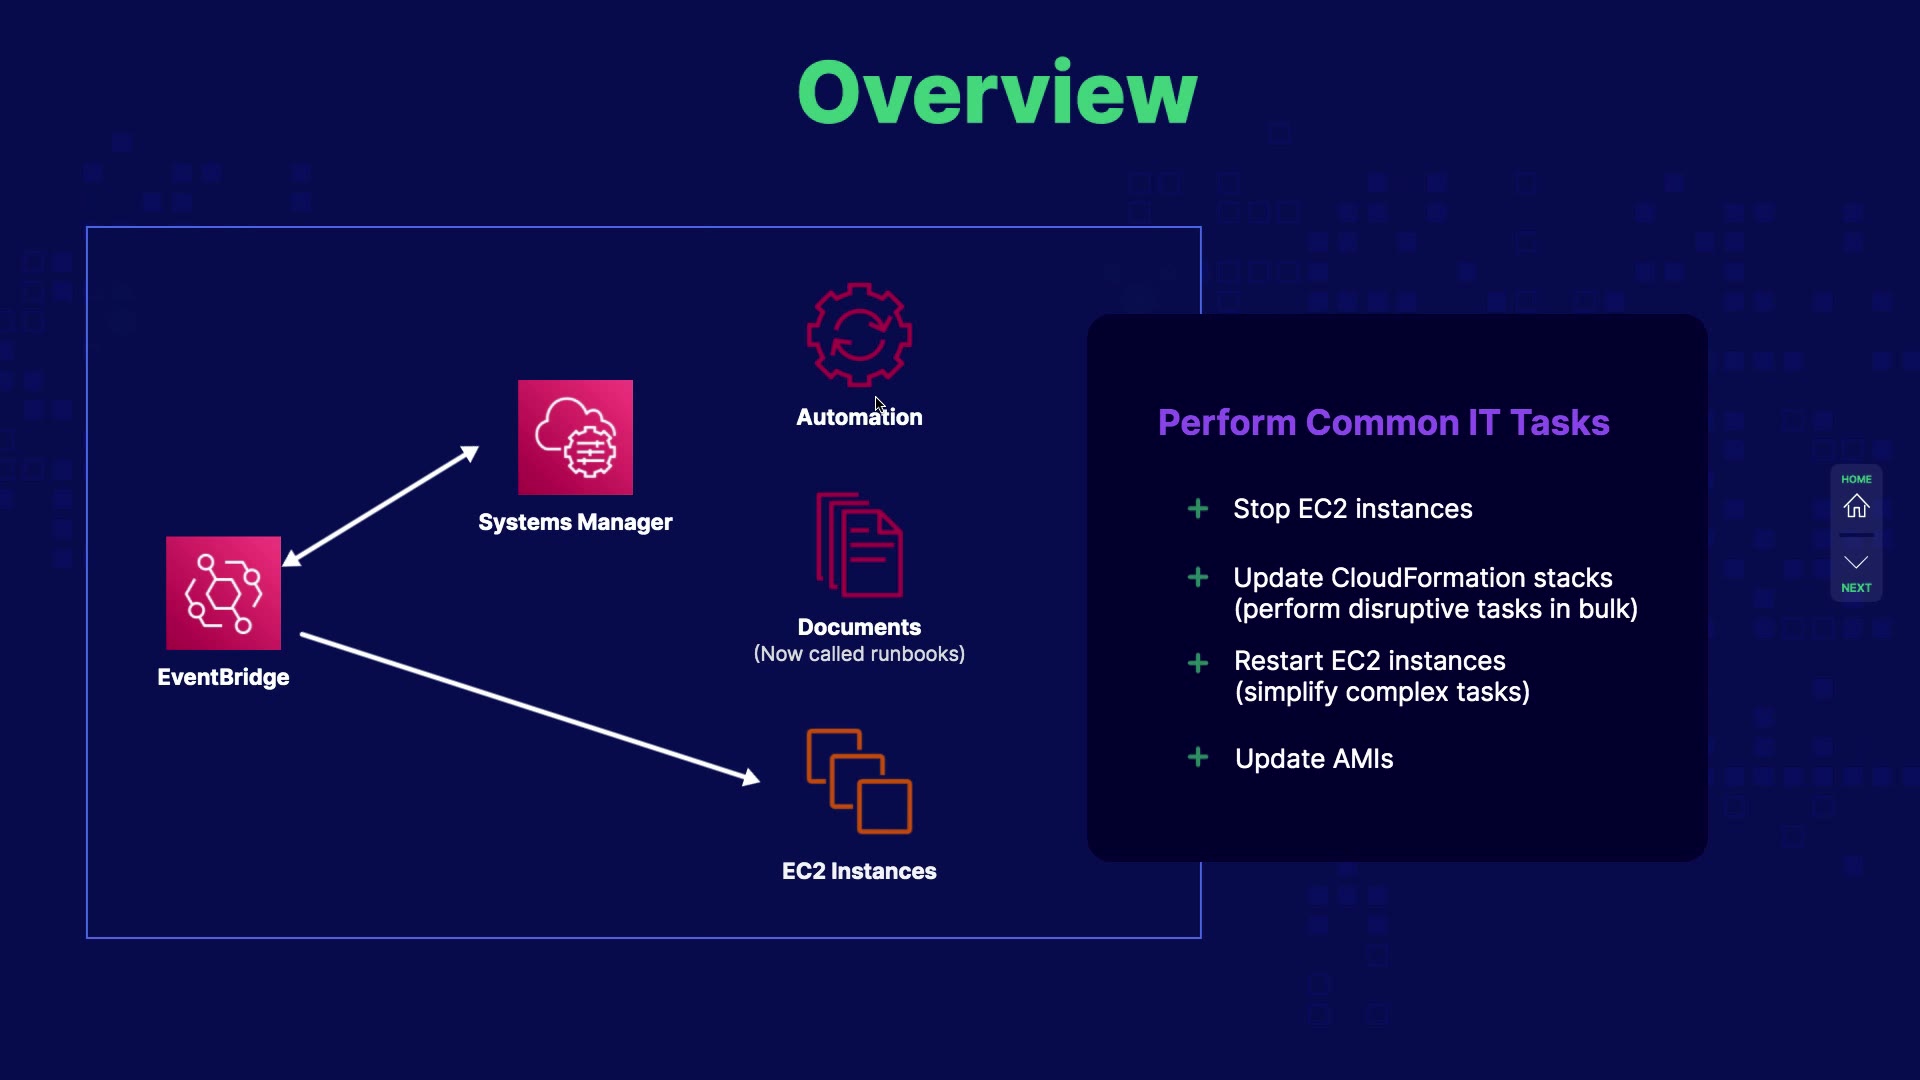 Overview
Automation
Systems Manager
Documents
(Now called runbooks)
EventBridge
EC2 Instances
Perform Common IT Tasks
Stop EC2 instances
Update CloudFormation stacks
(perform disruptive tasks in bulk)
Restart EC2 instances
(simplify complex tasks)
Update AMIs
HOME
NEXT